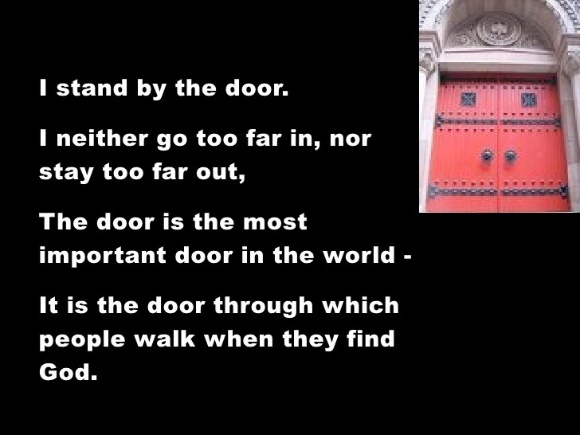 I stand by the door.
I neither go too far in, nor
stay too far out,
The door is the most
important door in the world -
It is the door through which
people walk when they find
God.